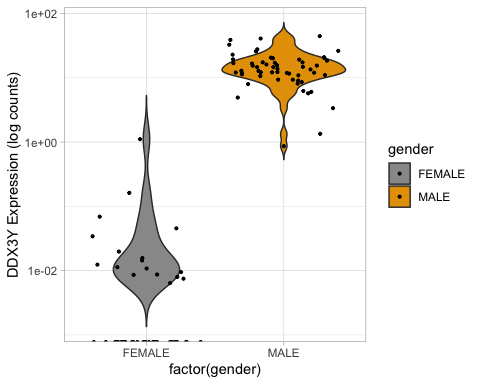 1e+02
1e+00
1e-02
DDX3Y Expression (log counts)
FEMALE
MALE
factor(gender)
gender
FEMALE
MALE